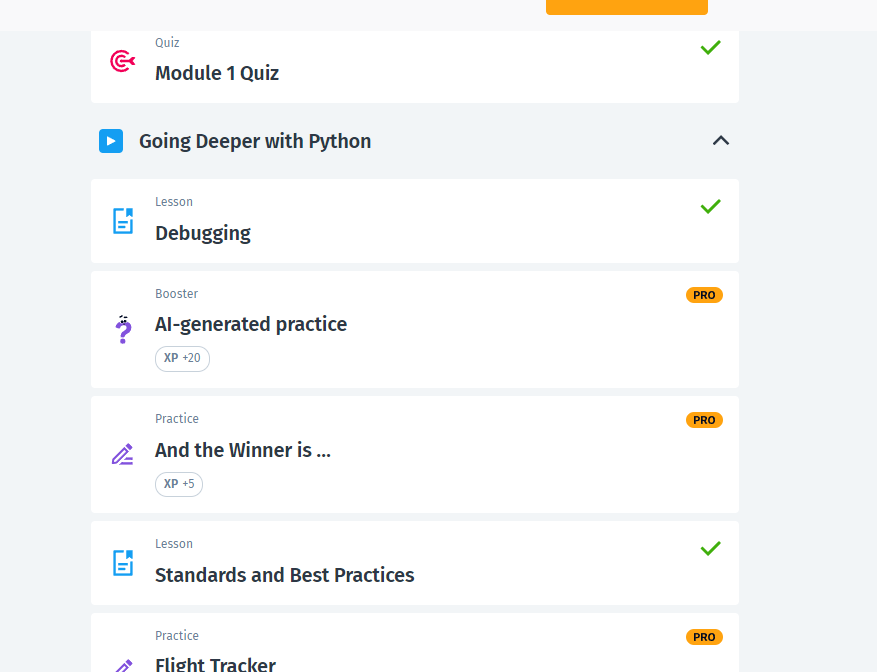 Quiz
Module 1 Quiz
Going Deeper with Python
Lesson
Debugging
Booster
PRO
AI-generated practice
XP +20
Practice
PRO
And the Winner is ...
XP +5
Lesson
Standards and Best Practices
Practice
PRO
Flight Tracker